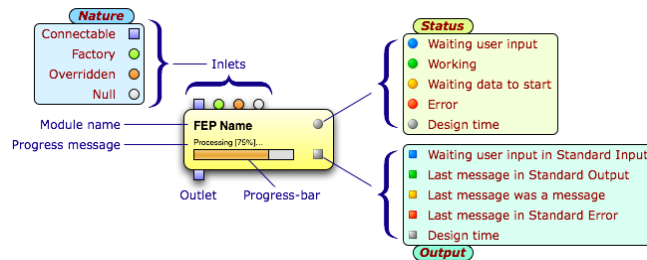 Nature
Connectable
Factory
Overridden
Null
Inlets
Module name
Progress message
FEP Name
Processing [75%]...
Outlet
Progress-bar
Status
Waiting user input
Working
Waiting data to start
Error
Design time
Waiting user input in Standard Input
Last message in Standard Output
Last message was a message
Last message in Standard Error
Design time
Output